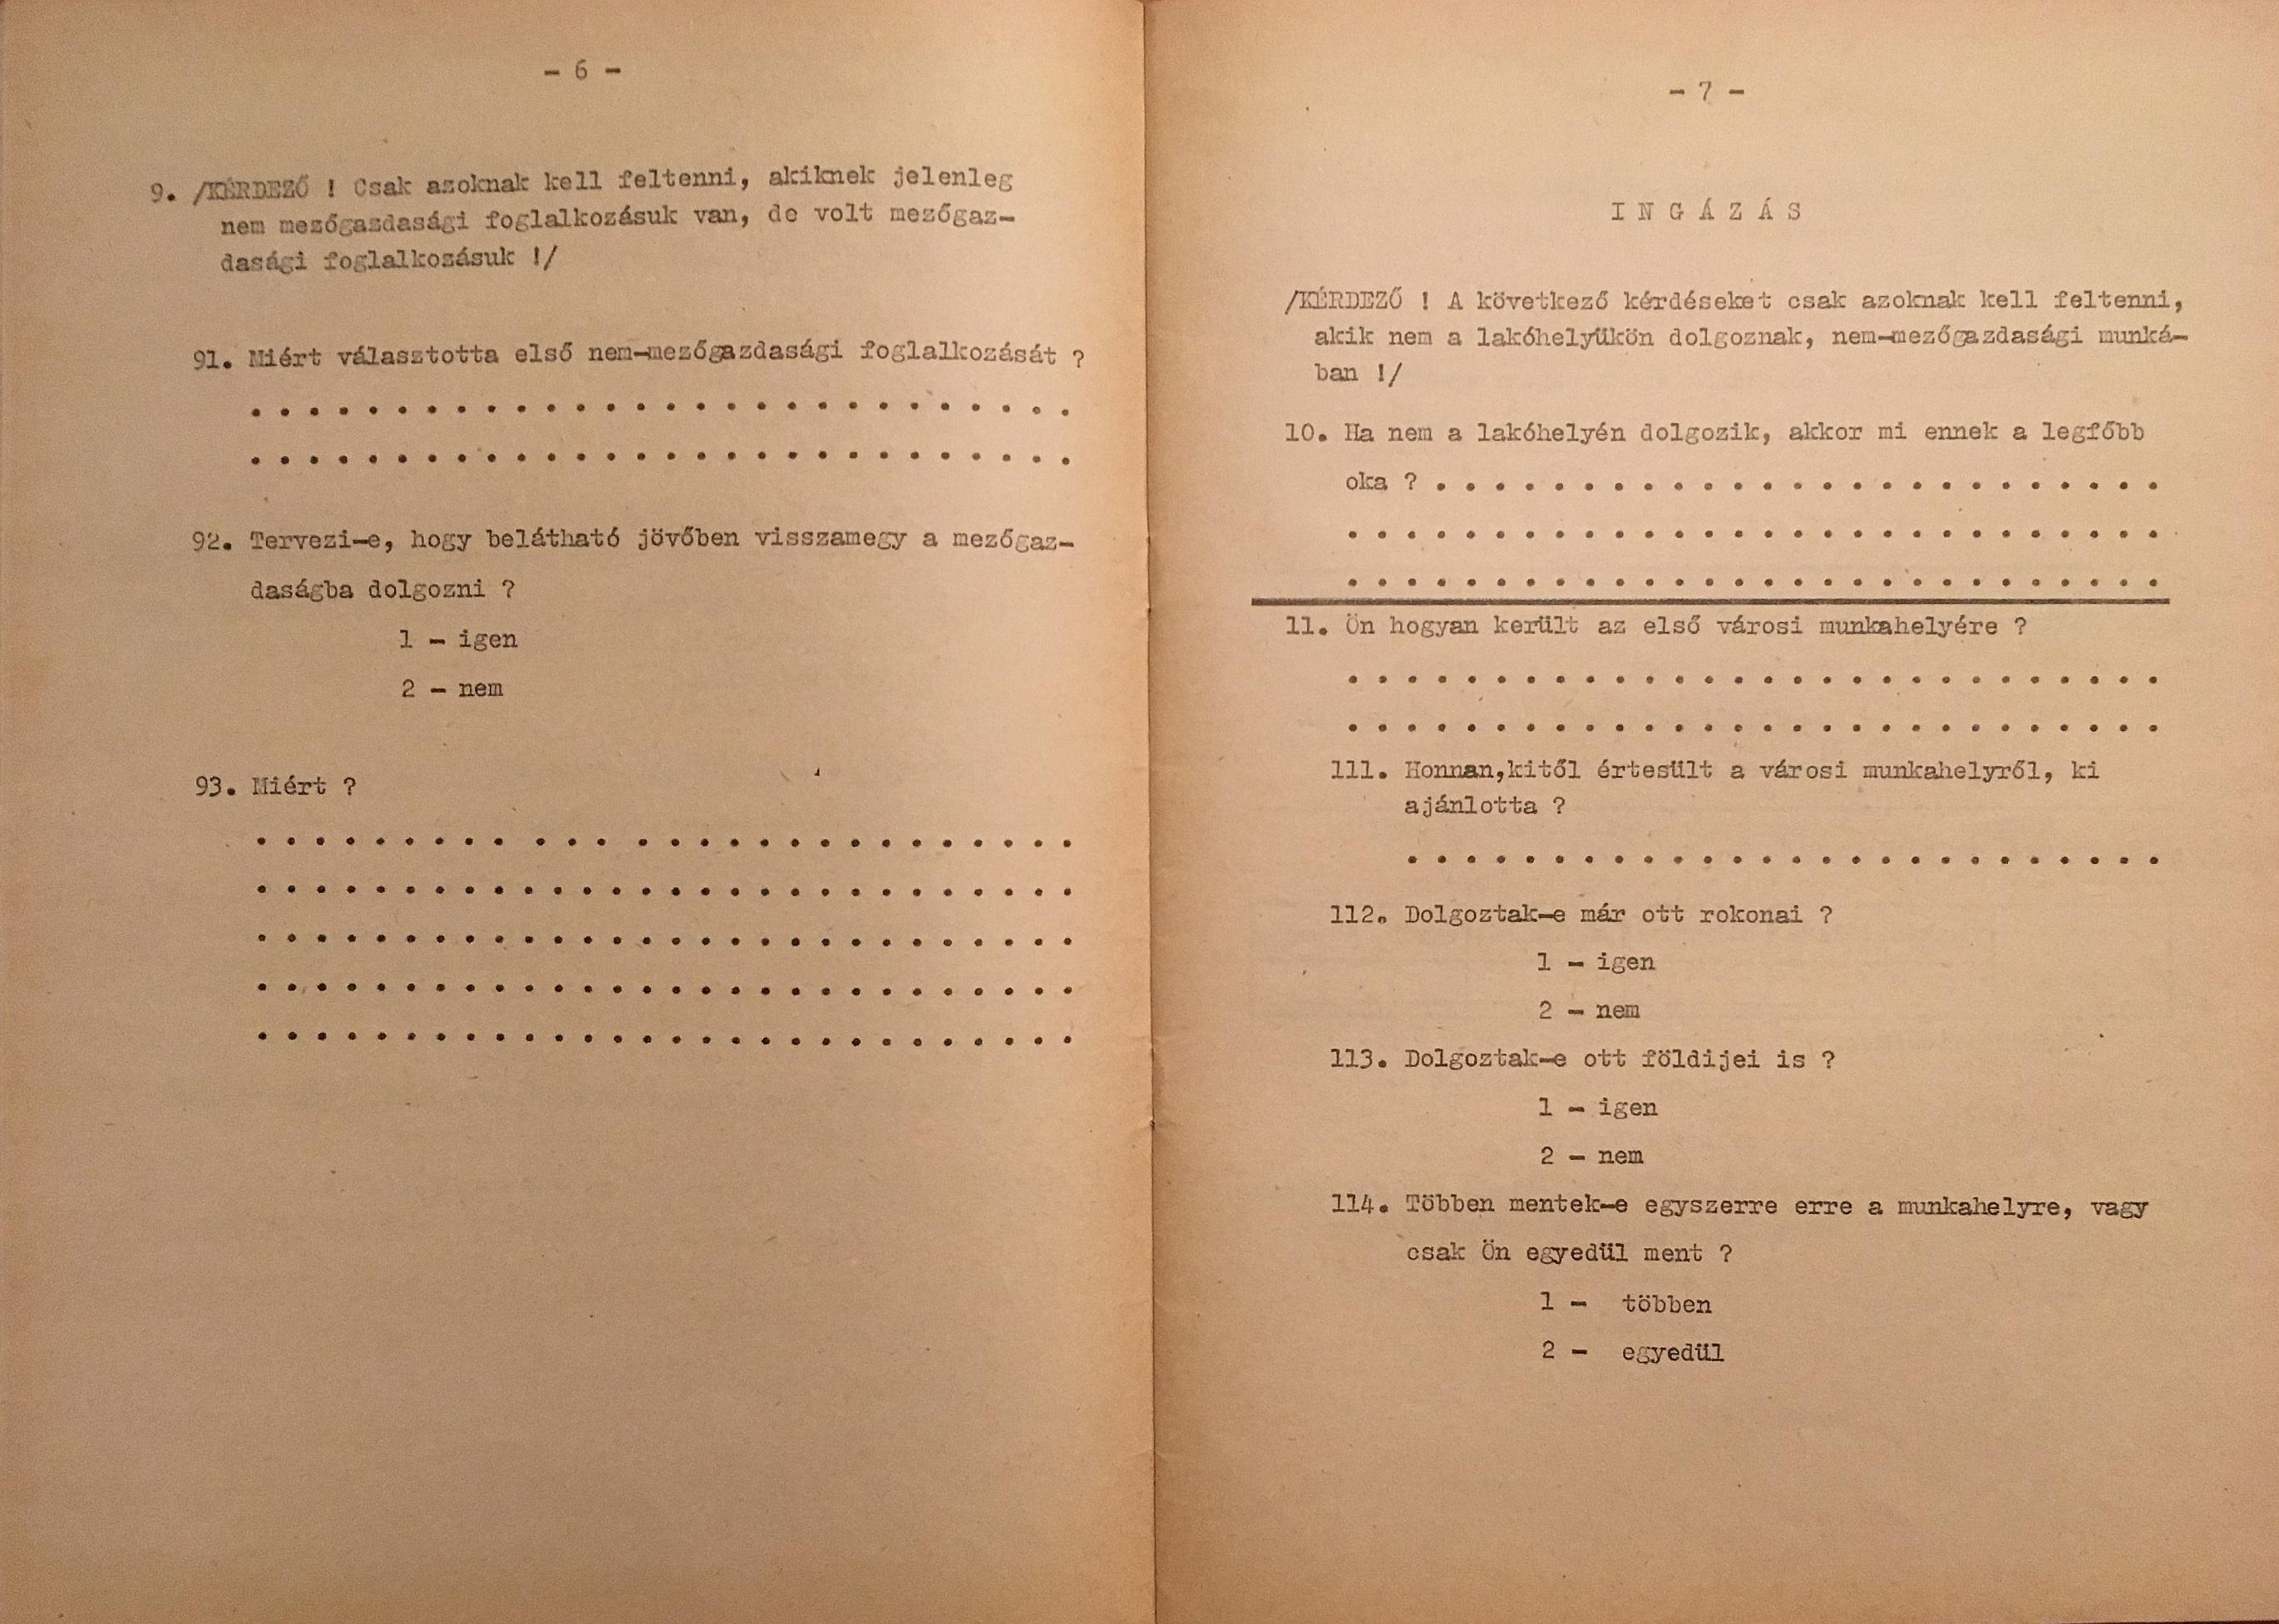 - 6 -
9. /KÉRDEZŐ ! Csak azoknak kell feltenni, akiknek jelenleg
nem mezőgazdasági foglalkozásuk van, de volt mezőgaz-
dasági foglalkozásuk !/
91. Miért választotta első nem-mezőgazdasági foglalkozását ?
. . . . . . . . . . . . . . . . . . . . . . . . . . . .
. . . . . . . . . . . . . . . . . . . . . . . . . . . .
92. Tervezi-e, hogy belátható jövőben visszamegy a mezőgaz-
daságba dolgozni ?
1 - igen
2 - nem
93. Miért ?
. . . . . . . . . . . . . . . . . . . . . . . . . . . .
. . . . . . . . . . . . . . . . . . . . . . . . . . . .
. . . . . . . . . . . . . . . . . . . . . . . . . . . .
. . . . . . . . . . . . . . . . . . . . . . . . . . . .
. . . . . . . . . . . . . . . . . . . . . . . . . . . .
- 7 -
I N G Á Z Á S
/KÉRDEZŐ ! A következő kérdéseket csak azoknak kell feltenni,
akik nem a lakóhelyükön dolgoznak, nem-mezőgazdasági munká-
ban !/
10. Ha nem a lakóhelyén dolgozik, akkor mi ennek a legfőbb
oka ? . . . . . . . . . . . . . . . . . . . . . . . . .
. . . . . . . . . . . . . . . . . . . . . . . . . . . .
. . . . . . . . . . . . . . . . . . . . . . . . . . . .
11. Ön hogyan került az első városi munkahelyére ?
. . . . . . . . . . . . . . . . . . . . . . . . . . . .
. . . . . . . . . . . . . . . . . . . . . . . . . . . .
111. Honnan,kitől értesült a városi munkahelyről, ki
ajánlotta ?
. . . . . . . . . . . . . . . . . . . . . . . . . .
112. Dolgoztak-e már ott rokonai ?
1 - igen
2 - nem
113. Dolgoztak-e ott földijei is ?
1 - igen
2 - nem
114. Többen mentek-e egyszerre erre a munkahelyre, vagy
csak Ön egyedül ment ?
1 - többen
2 - egyedül